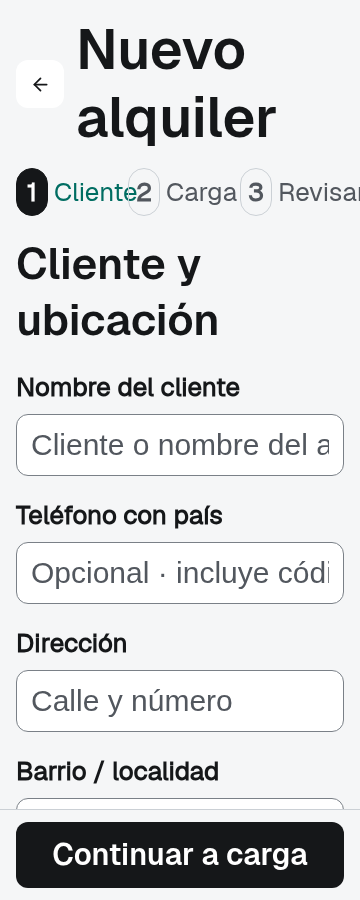 Nuevo
alquiler
1 Cliente 2 Carga 3 Revisar
Cliente y
ubicación
Nombre del cliente
Cliente o nombre del a
Teléfono con país
Opcional · incluye códi
Dirección
Calle y número
Barrio / localidad
Continuar a carga